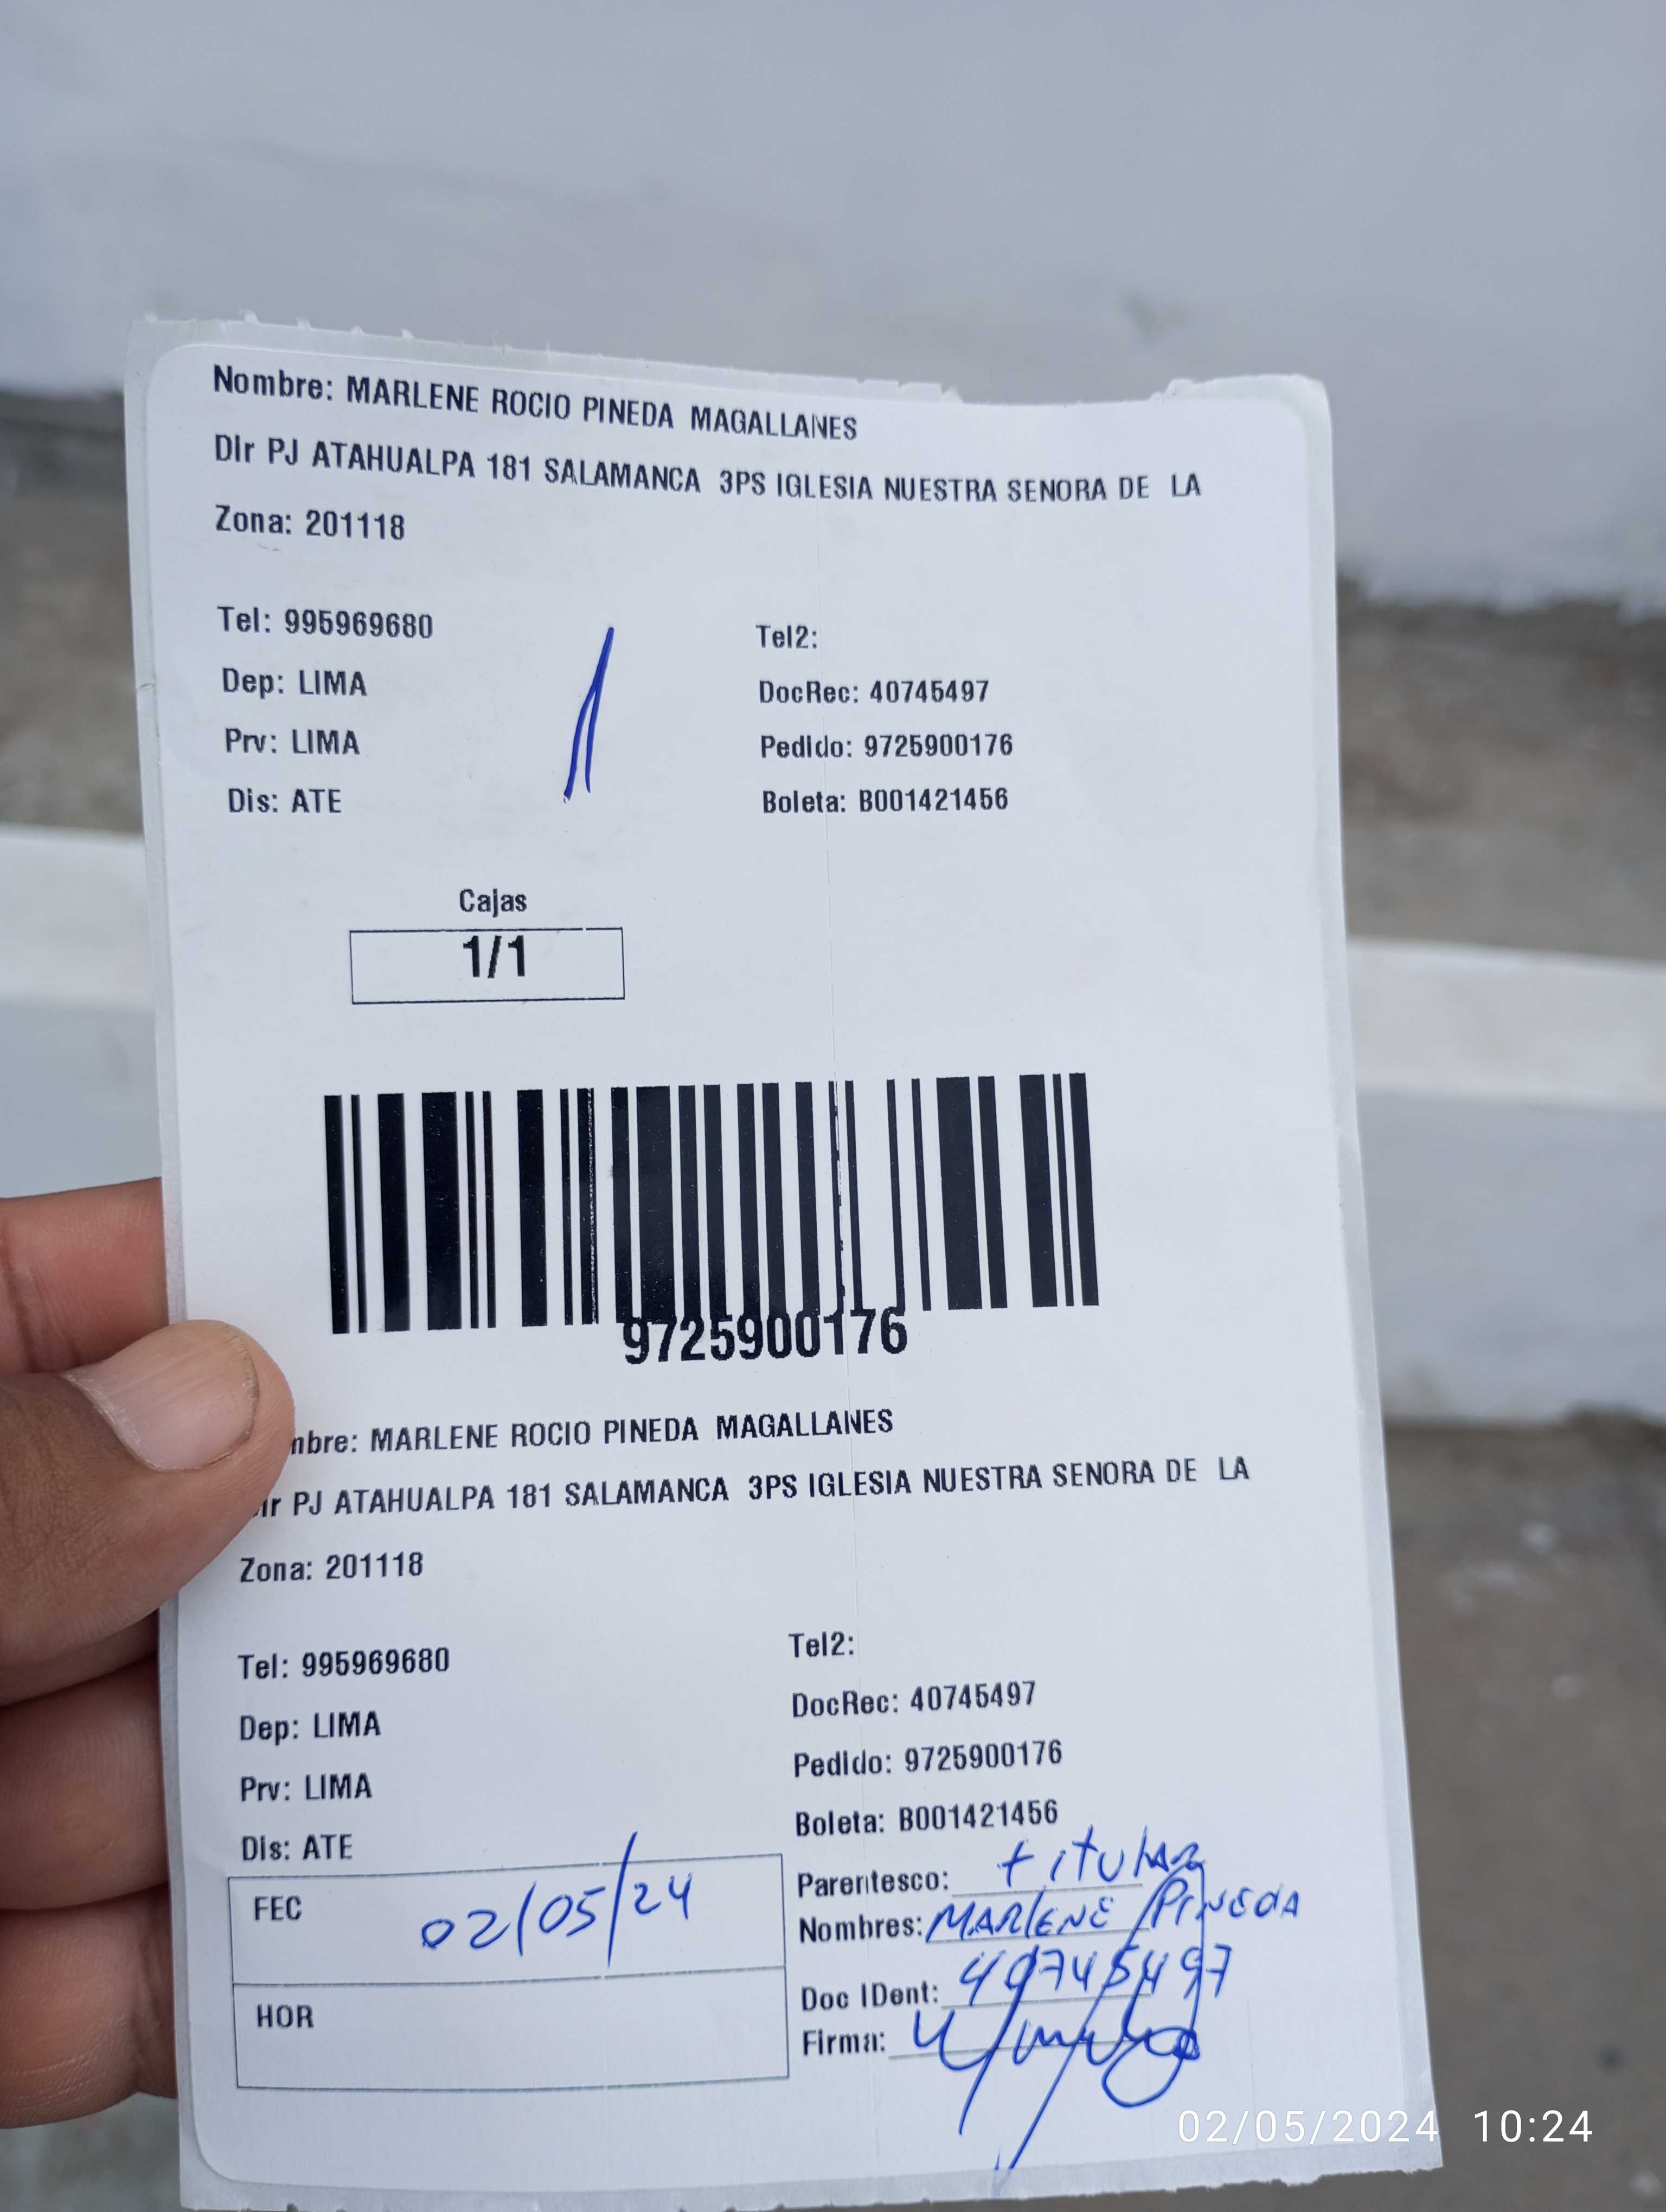 Nombre: MARLENE ROCIO PINEDA MAGALLANES
Dir PJ ATAHUALPA 181 SALAMANCA 3PS IGLESIA NUESTRA SENORA DE LA
Zona: 201118
Tel: 995969680
Tel2:
Dep: LIMA
DocRec: 40745497
Prv: LIMA
Pedido: 9725900176
Dis: ATE
Boleta: B001421456
Cajas
1/1
9725900176
mbre: MARLENE ROCIO PINEDA MAGALLANES
ir PJ ATAHUALPA 181 SALAMANCA 3PS IGLESIA NUESTRA SENORA DE LA
Zona: 201118
Tel: 995969680
Tel2:
Dep: LIMA
DocRec: 40745497
Prv: LIMA
Pedido: 9725900176
Dis: ATE
Boleta: B001421456
FEC 02/05/24
HOR
Parentesco: titular
Nombres: MARLENE PINEDA
Doc IDent: 40745497
Firma:
02/05/2024 10:24